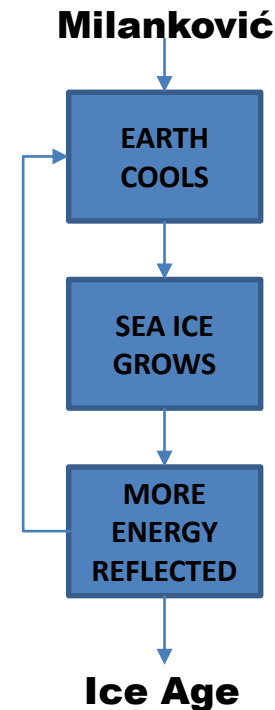 Milanković
EARTH
COOLS
SEA ICE
GROWS
MORE
ENERGY
REFLECTED
Ice Age